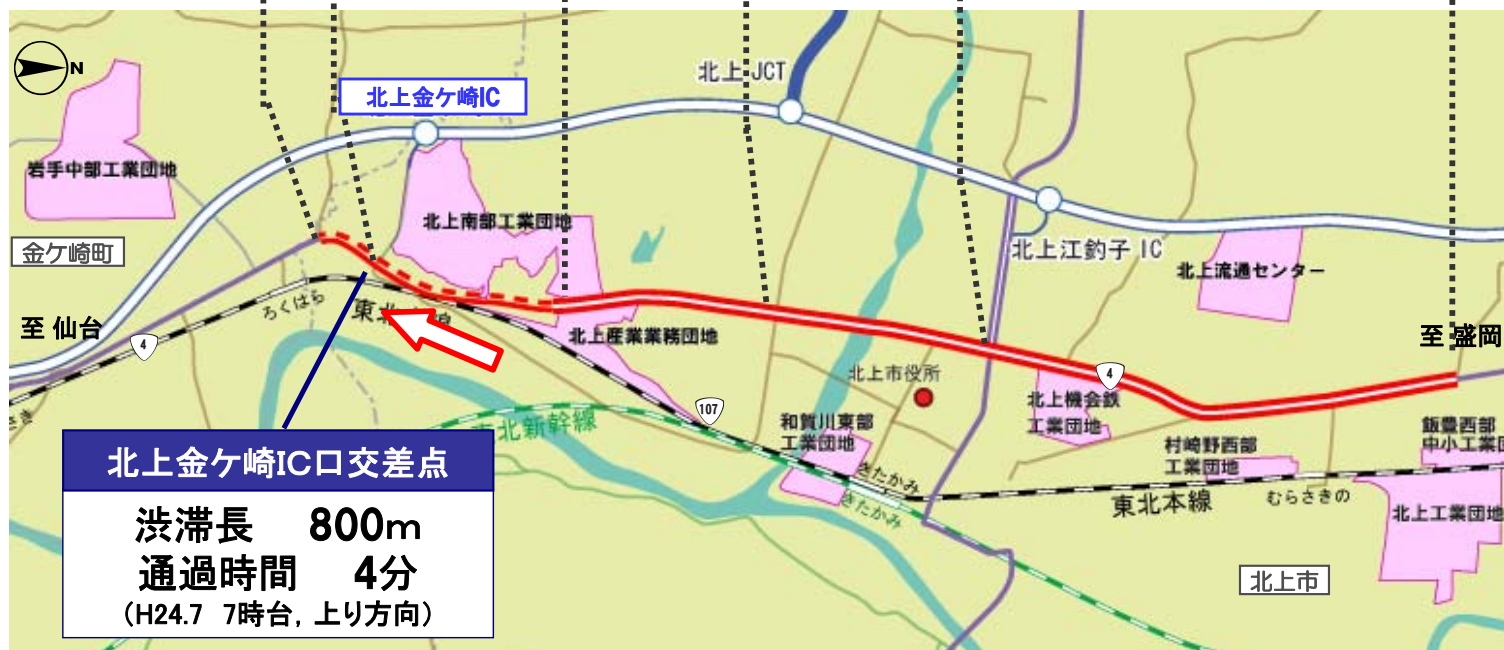 N
北上金ケ崎IC
北上 JCT
岩手中部工業団地
北上南部工業団地
金ケ崎町
北上江釣子 IC
北上流通センター
ろくはら
至 仙台
4
北上産業業務団地
至 盛岡
北上市役所
4
107
北上機会鉄
工業団地
和賀川東部
工業団地
飯豊西部
村崎野西部
工業団地
東北新幹線
きたかみ
きたかみ
東北本線
むらさきの
北上工業団地
北上市
北上金ケ崎IC口交差点
渋滞長 800m
通過時間 4分
(H24.7 7時台, 上り方向)